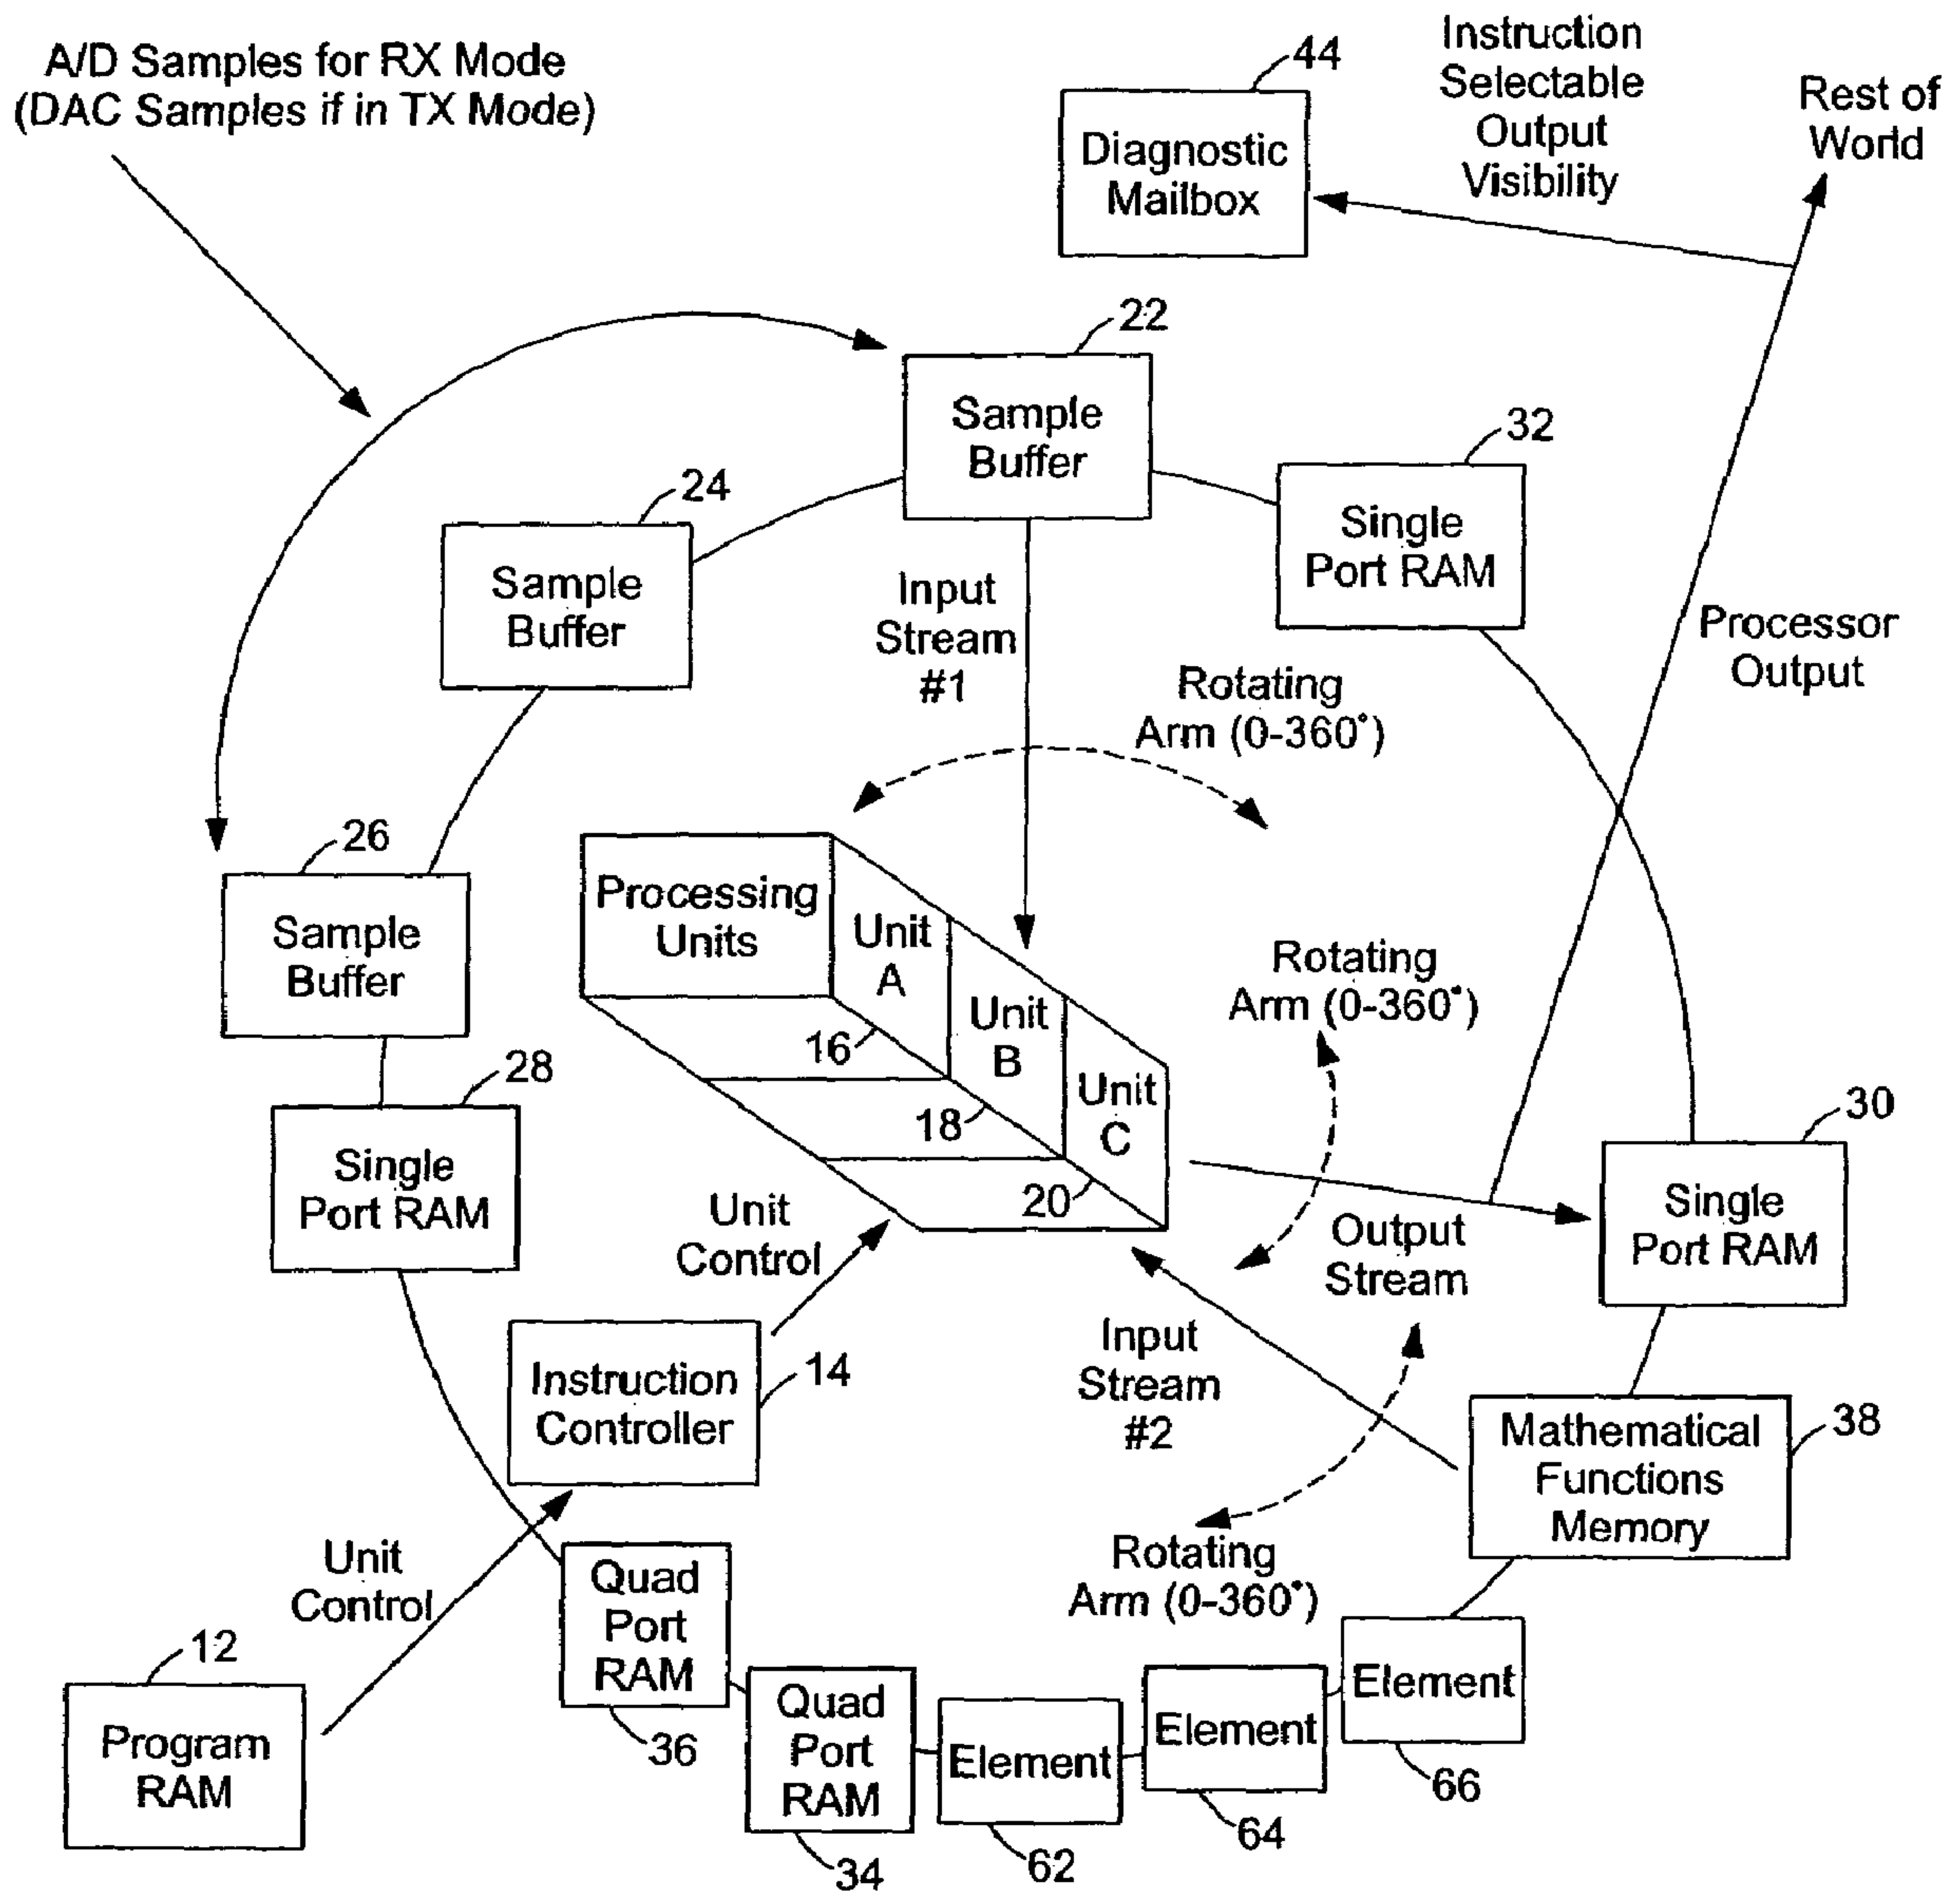 A/D Samples for RX Mode
(DAC Samples if in TX Mode)
44
Diagnostic
Mailbox
Instruction
Selectable
Output
Visibility
Rest of
World
22
Sample
Buffer
32
Single
Port RAM
24
Sample
Buffer
Input
Stream
#1
Processor
Output
Rotating
Arm (0-360°)
26
Sample
Buffer
Processing
Units
Unit
A
Unit
B
Unit
C
16
18
20
Rotating
Arm (0-360°)
28
Single
Port RAM
30
Single
Port RAM
Unit
Control
Output
Stream
Instruction
Controller
14
Input
Stream
#2
Mathematical
Functions
Memory
38
Rotating
Arm (0-360°)
Unit
Control
12
Program
RAM
Quad
Port
RAM
36
Quad
Port
RAM
34
Element
62
Element
64
Element
66